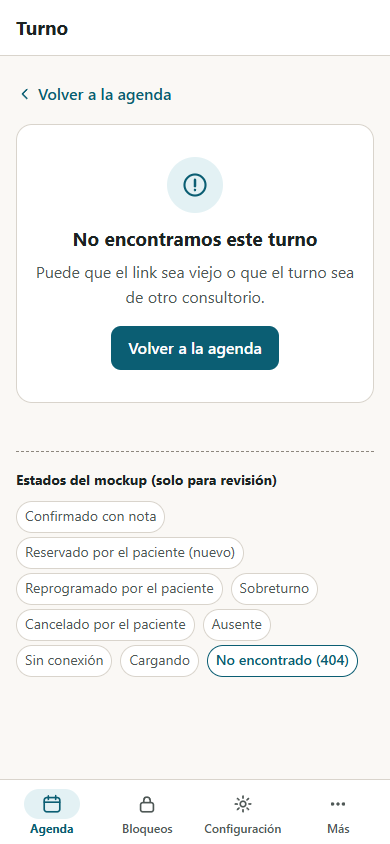 Turno
Volver a la agenda
No encontramos este turno
Puede que el link sea viejo o que el turno sea
de otro consultorio.
Volver a la agenda
Estados del mockup (solo para revisión)
Confirmado con nota
Reservado por el paciente (nuevo)
Reprogramado por el paciente Sobreturno
Cancelado por el paciente Ausente
Sin conexión Cargando No encontrado (404)
Agenda Bloqueos Configuración Más